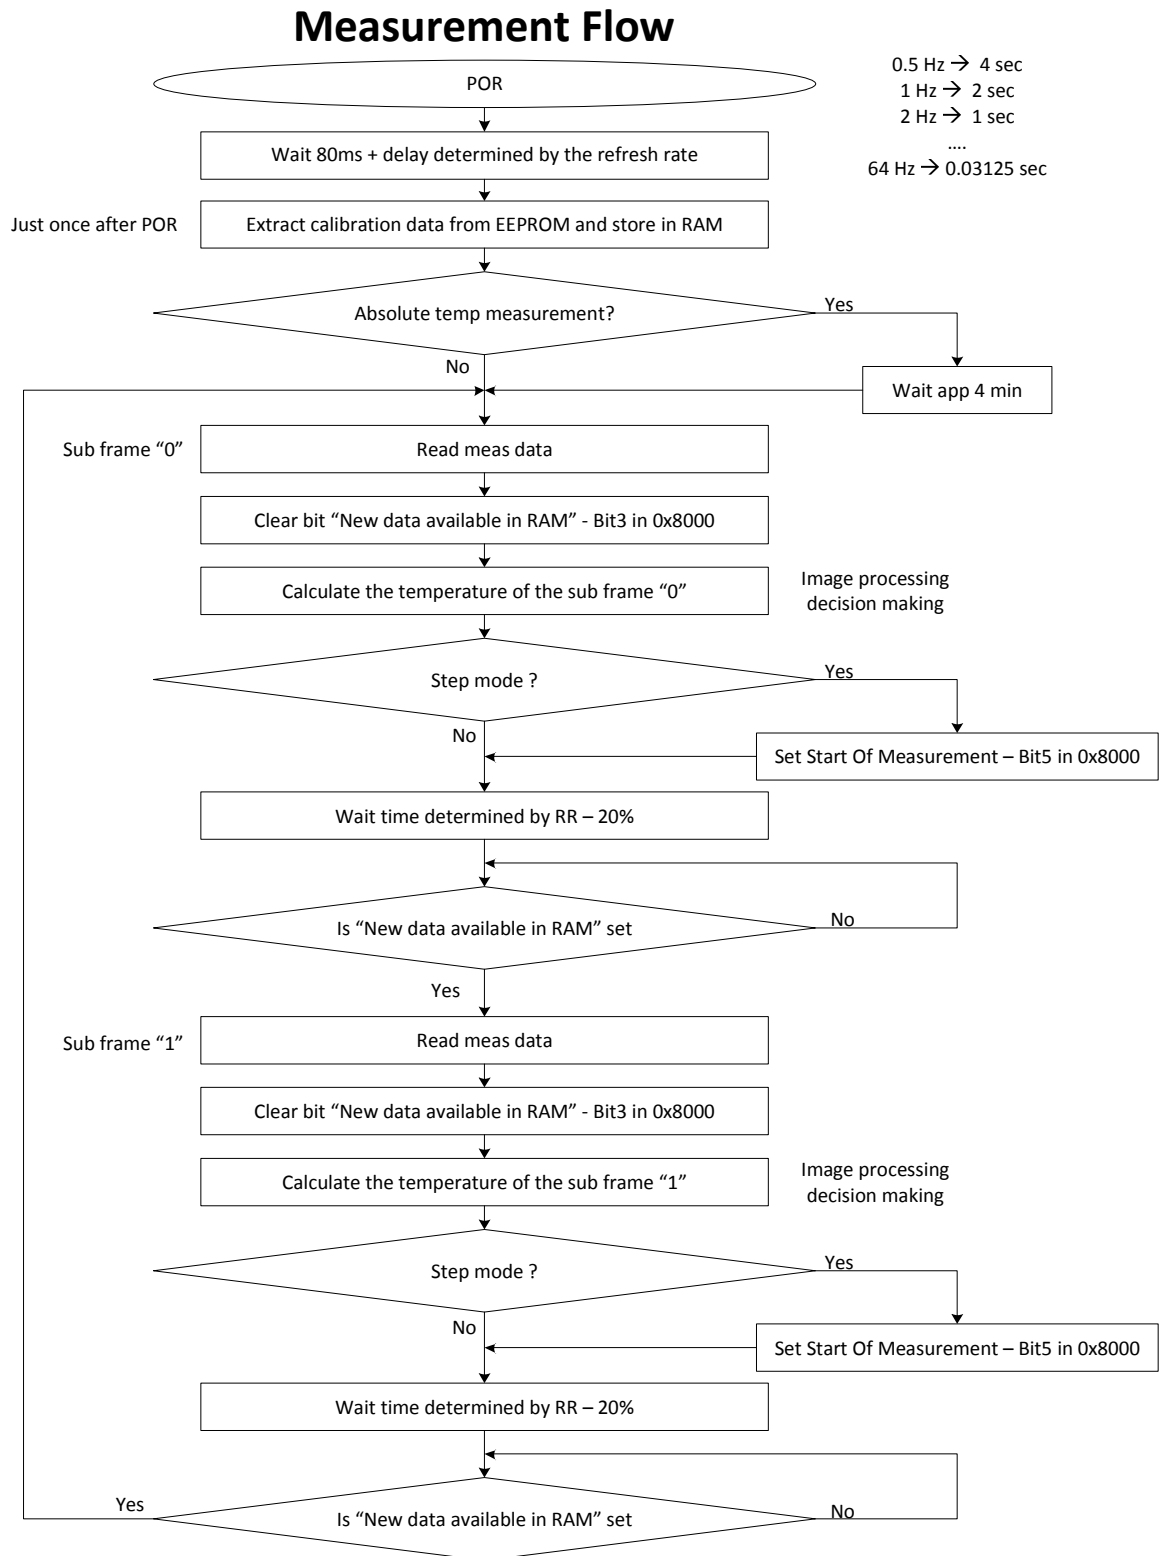 Measurement Flow
POR
0.5 Hz → 4 sec
1 Hz → 2 sec
2 Hz → 1 sec
....
64 Hz → 0.03125 sec
Wait 80ms + delay determined by the refresh rate
Just once after POR
Extract calibration data from EEPROM and store in RAM
Absolute temp measurement?
Yes
No
Wait app 4 min
Sub frame “0”
Read meas data
Clear bit “New data available in RAM” - Bit3 in 0x8000
Calculate the temperature of the sub frame “0”
Image processing
decision making
Step mode ?
Yes
No
Set Start Of Measurement – Bit5 in 0x8000
Wait time determined by RR – 20%
Is “New data available in RAM” set
No
Yes
Sub frame “1”
Read meas data
Clear bit “New data available in RAM” - Bit3 in 0x8000
Calculate the temperature of the sub frame “1”
Image processing
decision making
Step mode ?
Yes
No
Set Start Of Measurement – Bit5 in 0x8000
Wait time determined by RR – 20%
Yes
Is “New data available in RAM” set
No